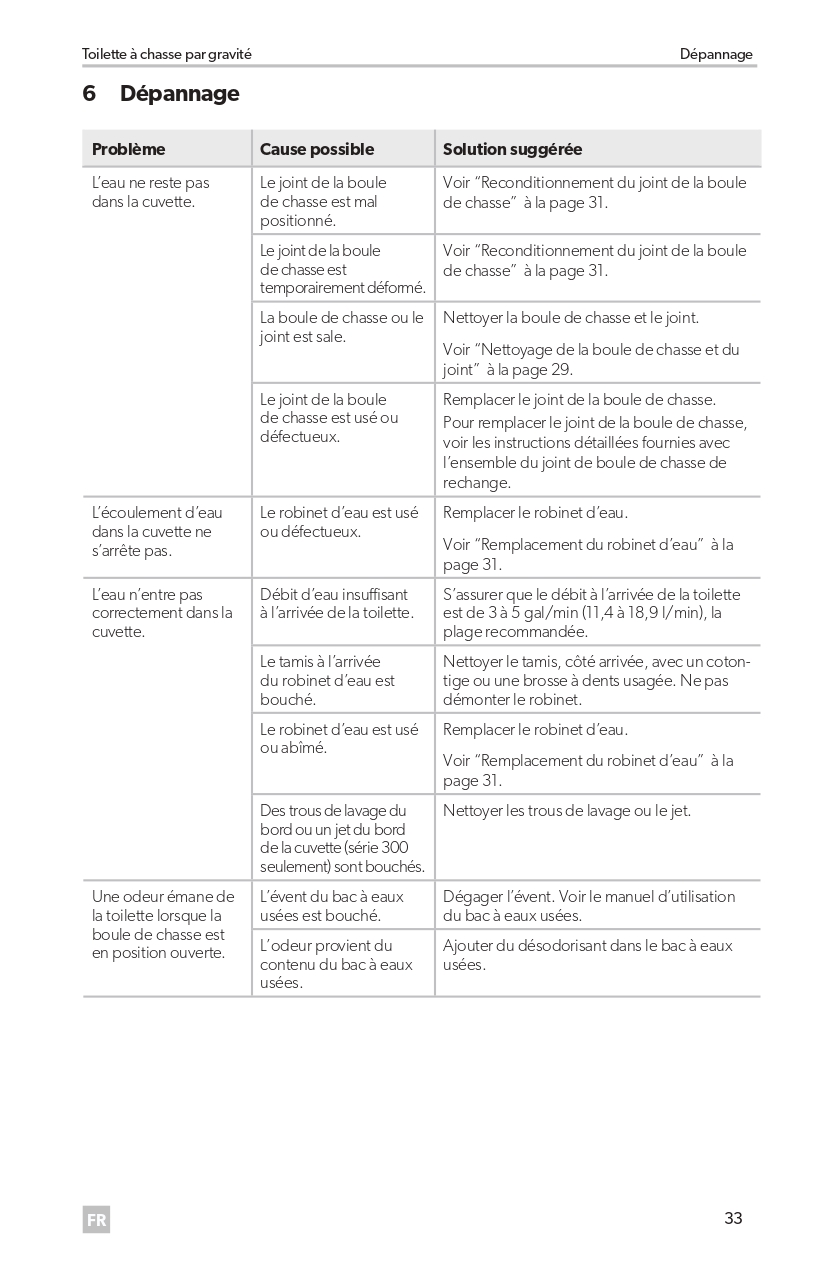 Toilette à chasse par gravité
Dépannage
6 Dépannage
Problème
Cause possible
Solution suggérée
L’eau ne reste pas
dans la cuvette.
Le joint de la boule
de chasse est mal
positionné.
Voir “Reconditionnement du joint de la boule
de chasse” à la page 31.
Le joint de la boule
de chasse est
temporairement déformé.
Voir “Reconditionnement du joint de la boule
de chasse” à la page 31.
La boule de chasse ou le
joint est sale.
Nettoyer la boule de chasse et le joint.
Voir “Nettoyage de la boule de chasse et du
joint” à la page 29.
Le joint de la boule
de chasse est usé ou
défectueux.
Remplacer le joint de la boule de chasse.
Pour remplacer le joint de la boule de chasse,
voir les instructions détaillées fournies avec
l’ensemble du joint de boule de chasse de
rechange.
L’écoulement d’eau
dans la cuvette ne
s’arrête pas.
Le robinet d’eau est usé
ou défectueux.
Remplacer le robinet d’eau.
Voir “Remplacement du robinet d’eau” à la
page 31.
L’eau n’entre pas
correctement dans la
cuvette.
Débit d’eau insuffisant
à l’arrivée de la toilette.
S’assurer que le débit à l’arrivée de la toilette
est de 3 à 5 gal/min (11,4 à 18,9 l/min), la
plage recommandée.
Le tamis à l’arrivée
du robinet d’eau est
bouché.
Nettoyer le tamis, côté arrivée, avec un coton-
tige ou une brosse à dents usagée. Ne pas
démonter le robinet.
Le robinet d’eau est usé
ou abîmé.
Remplacer le robinet d’eau.
Voir “Remplacement du robinet d’eau” à la
page 31.
Des trous de lavage du
bord ou un jet du bord
de la cuvette (série 300
seulement) sont bouchés.
Nettoyer les trous de lavage ou le jet.
Une odeur émane de
la toilette lorsque la
boule de chasse est
en position ouverte.
L’évent du bac à eaux
usées est bouché.
Dégager l’évent. Voir le manuel d’utilisation
du bac à eaux usées.
L’odeur provient du
contenu du bac à eaux
usées.
Ajouter du désodorisant dans le bac à eaux
usées.
FR
33